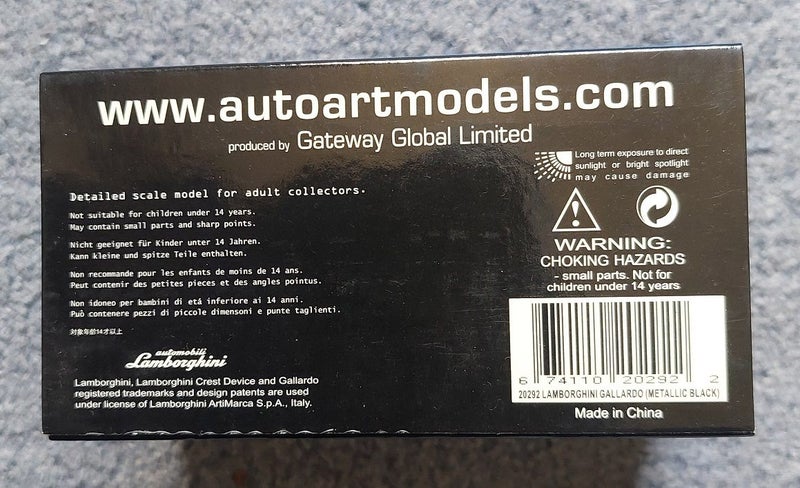 www.autoartmodels.com
produced by Gateway Global Limited
Long term exposure to direct
sunlight or bright spotlight
may cause damage
Detailed scale model for adult collectors.
Not suitable for children under 14 years.
May contain small parts and sharp points.
Nicht geeignet für Kinder unter 14 Jahren.
Kann kleine und spitze Teile enthalten.
Non recommande pour les enfants de moins de 14 ans.
Peut contenir des petites pieces et des angles pointus.
Non idoneo per bambini di etá inferiore ai 14 anni.
Può contenere pezzi di piccole dimensoni e punte taglienti.
対象年齢14才以上
WARNING:
CHOKING HAZARDS
- small parts. Not for
children under 14 years
automobili
Lamborghini
Lamborghini, Lamborghini Crest Device and Gallardo
registered trademarks and design patents are used
under license of Lamborghini ArtiMarca S.p.A., Italy.
6 74110 20292 2
20292 LAMBORGHINI GALLARDO (METALLIC BLACK)
Made in China